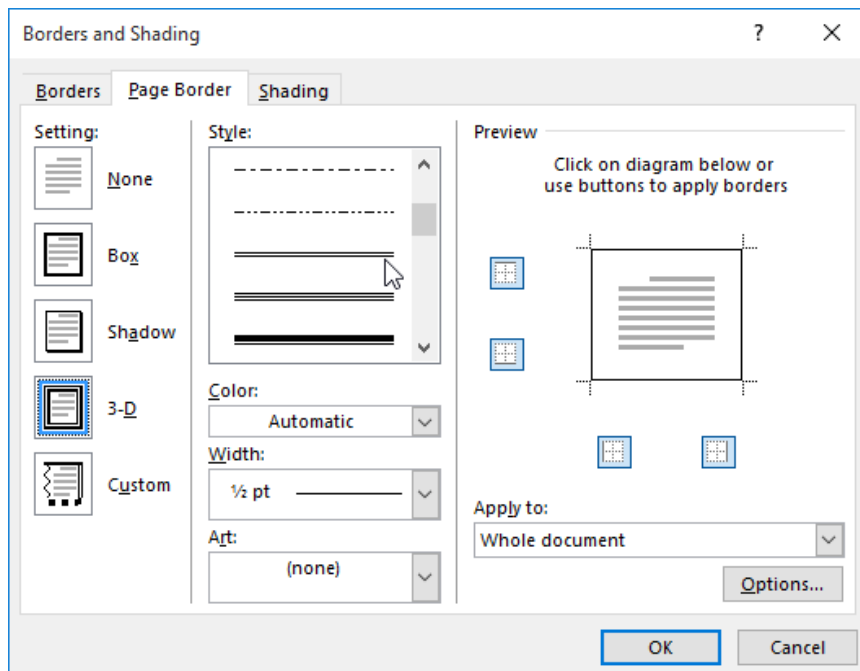 Borders and Shading
?
Borders
Page Border
Shading
Setting:
None
Box
Shadow
3-D
Custom
Style:
Color:
Automatic
Width:
½ pt
Art:
(none)
Preview
Click on diagram below or
use buttons to apply borders
Apply to:
Whole document
Options...
OK
Cancel